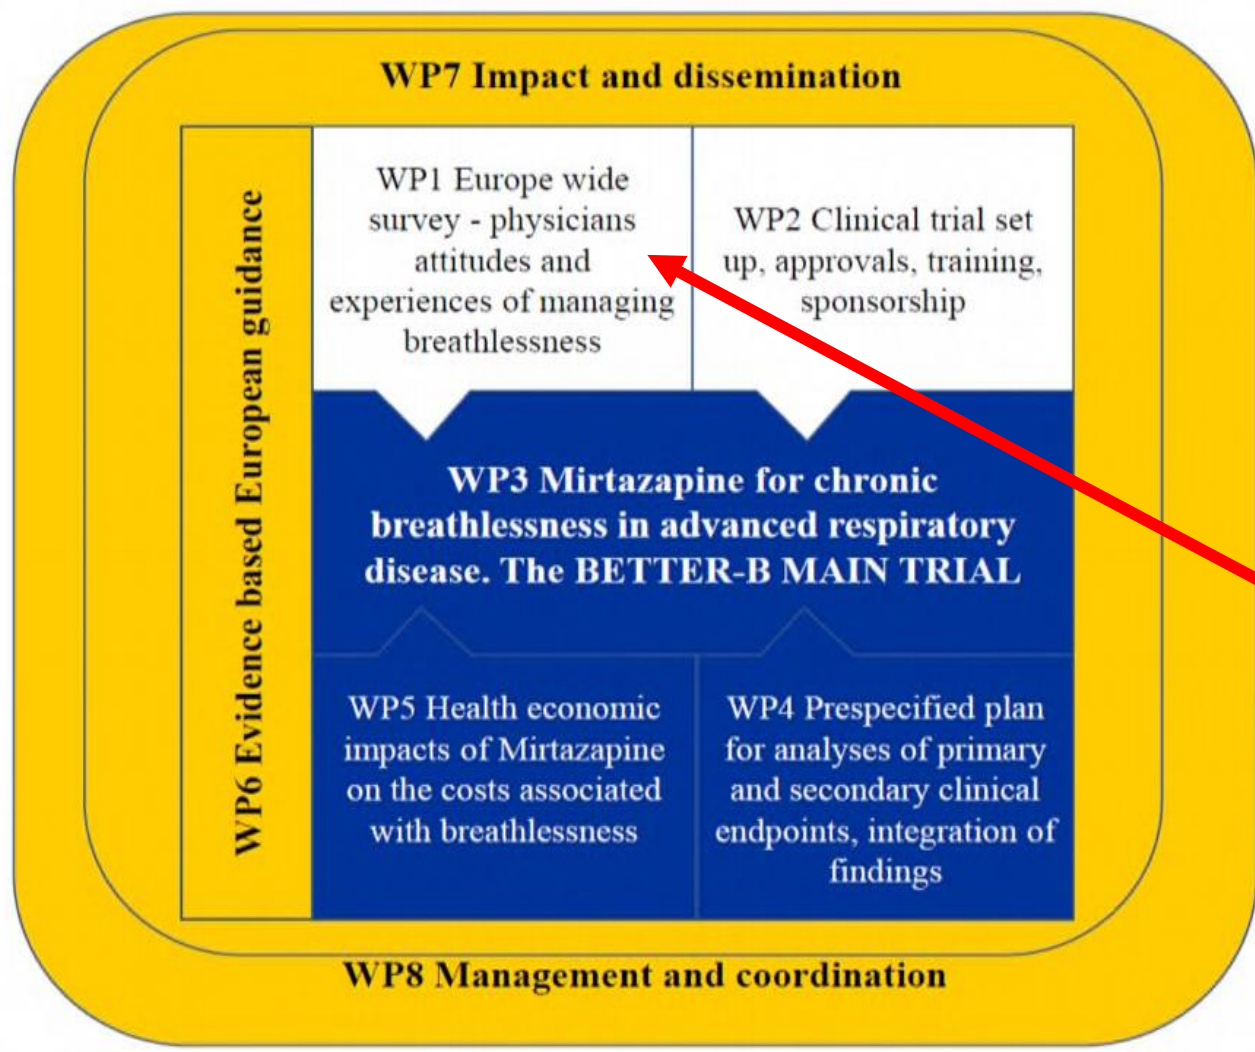 WP7 Impact and dissemination
WP6 Evidence based European guidance
WP1 Europe wide
survey - physicians
attitudes and
experiences of managing
breathlessness
WP2 Clinical trial set
up, approvals, training,
sponsorship
WP3 Mirtazapine for chronic
breathlessness in advanced respiratory
disease. The BETTER-B MAIN TRIAL
WP5 Health economic
impacts of Mirtazapine
on the costs associated
with breathlessness
WP4 Prespecified plan
for analyses of primary
and secondary clinical
endpoints, integration of
findings
WP8 Management and coordination